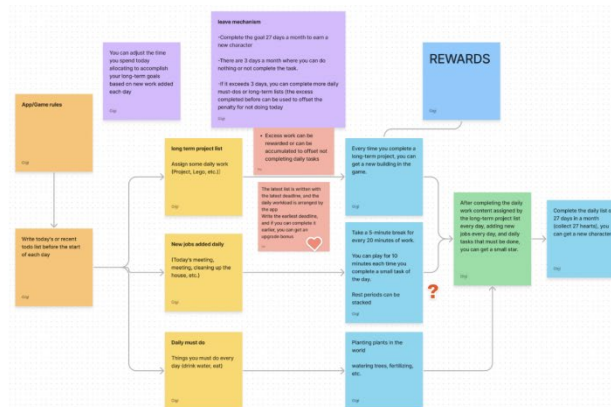 You can adjust the time
you spend today
allocating to accomplish
your long-term goals
based on new work added
each day
leave mechanism
-Complete the goal 27 days a month to earn a
new character
-There are 3 days a month where you can do
nothing or not complete the task.
-If it exceeds 3 days, you can complete more daily
must-dos or long-term lists (the excess
completed before can be used to offset the
penalty for not doing today
REWARDS
App/Game rules
Write today's or recent
todo list before the start
of each day
long term project list
Assign some daily work
(Project, Lego, etc.)
• Excess work can be
rewarded or can be
accumulated to offset not
completing daily tasks
Every time you complete a
long-term project, you can
get a new building in the
game.
The latest list is written with
the latest deadline, and the
daily workload is arranged by
the app
Write the earliest deadline,
and if you can complete it
earlier, you can get an
upgrade bonus
New jobs added daily
(Today's meeting,
meeting, cleaning up the
house, etc.)
Take a 5-minute break for
every 20 minutes of work.
You can play for 10
minutes each time you
complete a small task of
the day.
Rest periods can be
stacked
?
After completing the daily
work content assigned by
the long-term project list
every day, adding new
jobs every day, and daily
tasks that must be done,
you can get a small star.
Complete the daily list a
27 days in a month
(collect 27 hearts), you
can get a new character
Daily must do
Things you must do every
day (drink water, eat)
Planting plants in the
world
watering trees, fertilizing,
etc.